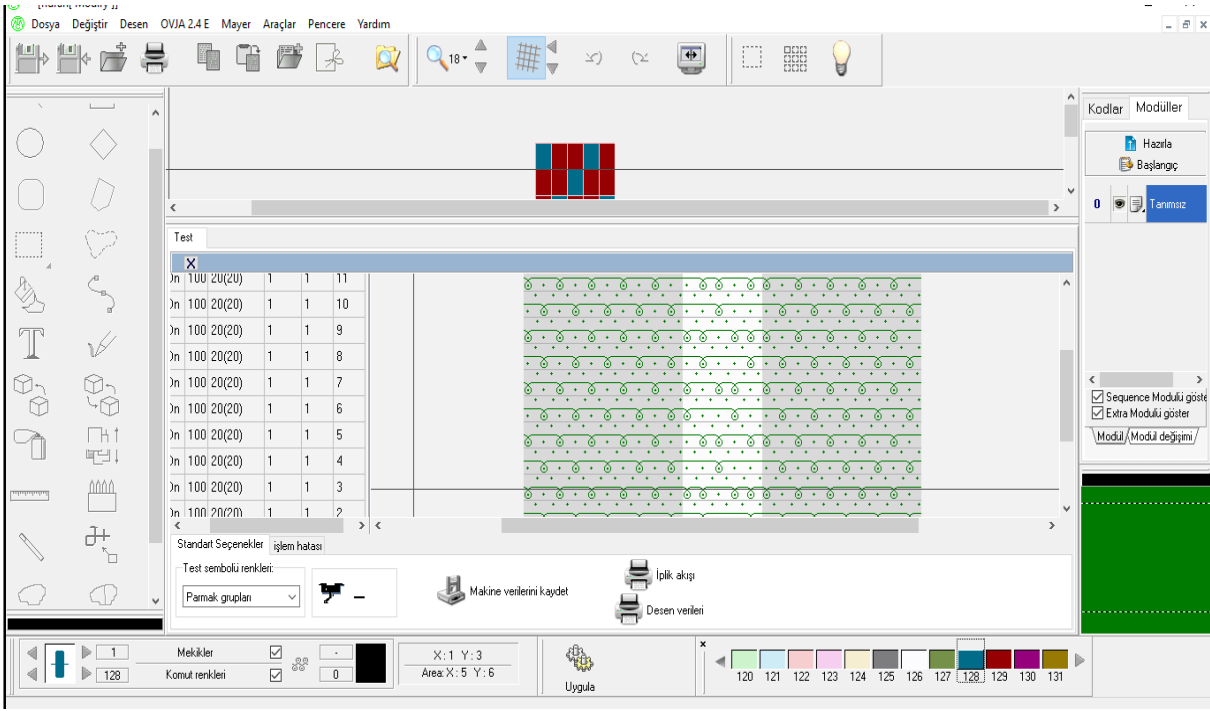 Dosya Değiştir Desen OVJA 2.4 E Mayer Araçlar Pencere Yardım
18
Kodlar Modüller
Hazırla
Başlangıç
0 Tanımsız
Test
X
100 20(20) 1 1 11
100 20(20) 1 1 10
100 20(20) 1 1 9
100 20(20) 1 1 8
100 20(20) 1 1 7
100 20(20) 1 1 6
100 20(20) 1 1 5
100 20(20) 1 1 4
100 20(20) 1 1 3
100 20(20) 1 1 2
Sequence Modulü göste
Extra Modulü göster
Modül Modül değişimi
Standart Seçenekler işlem hatası
Test sembolü renkleri:
Parmak grupları
Makine verilerini kaydet
İplik akışı
Desen verileri
1 Mekikler
128 Komut renkleri 0
X: 1 Y: 3
Area: X: 5 Y: 6
Uygula
x
120 121 122 123 124 125 126 127 128 129 130 131